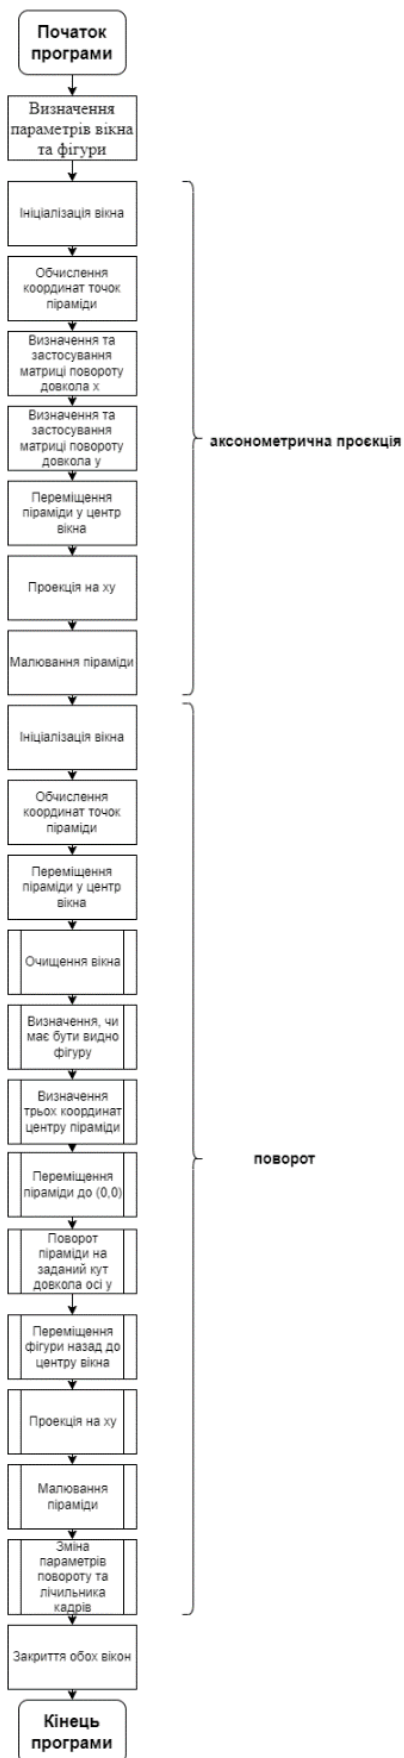 Початок
програми
Визначення
параметрів вікна
та фігури
Ініціалізація вікна
Обчислення
координат точок
піраміди
Визначення та
застосування
матриці повороту
довкола x
Визначення та
застосування
матриці повороту
довкола y
аксонометрична проєкція
Переміщення
піраміди у центр
вікна
Проекція на xy
Малювання піраміди
Ініціалізація вікна
Обчислення
координат точок
піраміди
Переміщення
піраміди у центр
вікна
Очищення вікна
Визначення, чи
має бути видно
фігуру
Визначення
трьох координат
центру піраміди
поворот
Переміщення
піраміди до (0,0)
Поворот
піраміди на
заданий кут
довкола осі y
Переміщення
фігури назад до
центру вікна
Проекція на xy
Малювання
піраміди
Зміна
параметрів
повороту та
лічильника
кадрів
Закриття обох вікон
Кінець
програми